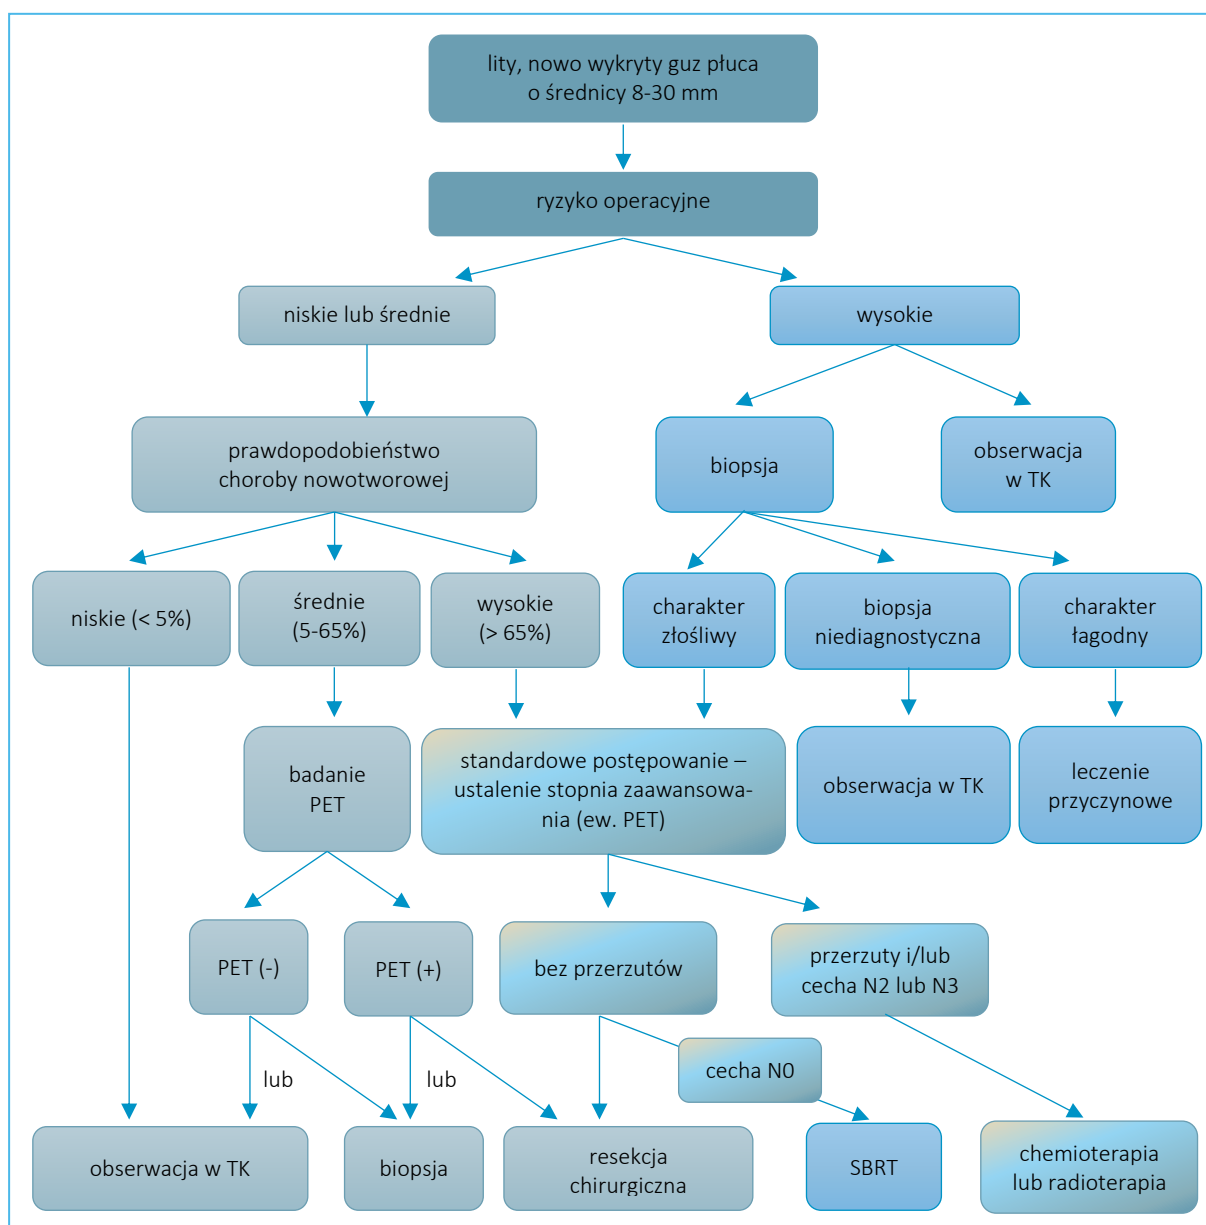 lity, nowo wykryty guz płuca
o średnicy 8-30 mm
ryzyko operacyjne
niskie lub średnie
wysokie
prawdopodobieństwo
choroby nowotworowej
biopsja
obserwacja
w TK
niskie (< 5%)
średnie
(5-65%)
wysokie
(> 65%)
charakter
złośliwy
biopsja
niediagnostyczna
charakter
łagodny
badanie
PET
standardowe postępowanie –
ustalenie stopnia zaawansowa-
nia (ew. PET)
obserwacja w TK
leczenie
przyczynowe
PET (-)
PET (+)
bez przerzutów
przerzuty i/lub
cecha N2 lub N3
lub
lub
cecha N0
obserwacja w TK
biopsja
resekcja
chirurgiczna
SBRT
chemioterapia
lub radioterapia